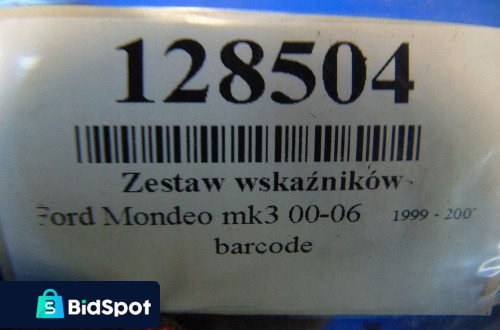 128504
Zestaw wskaźników
Ford Mondeo mk3 00-06 1999 - 200
barcode
BidSpot